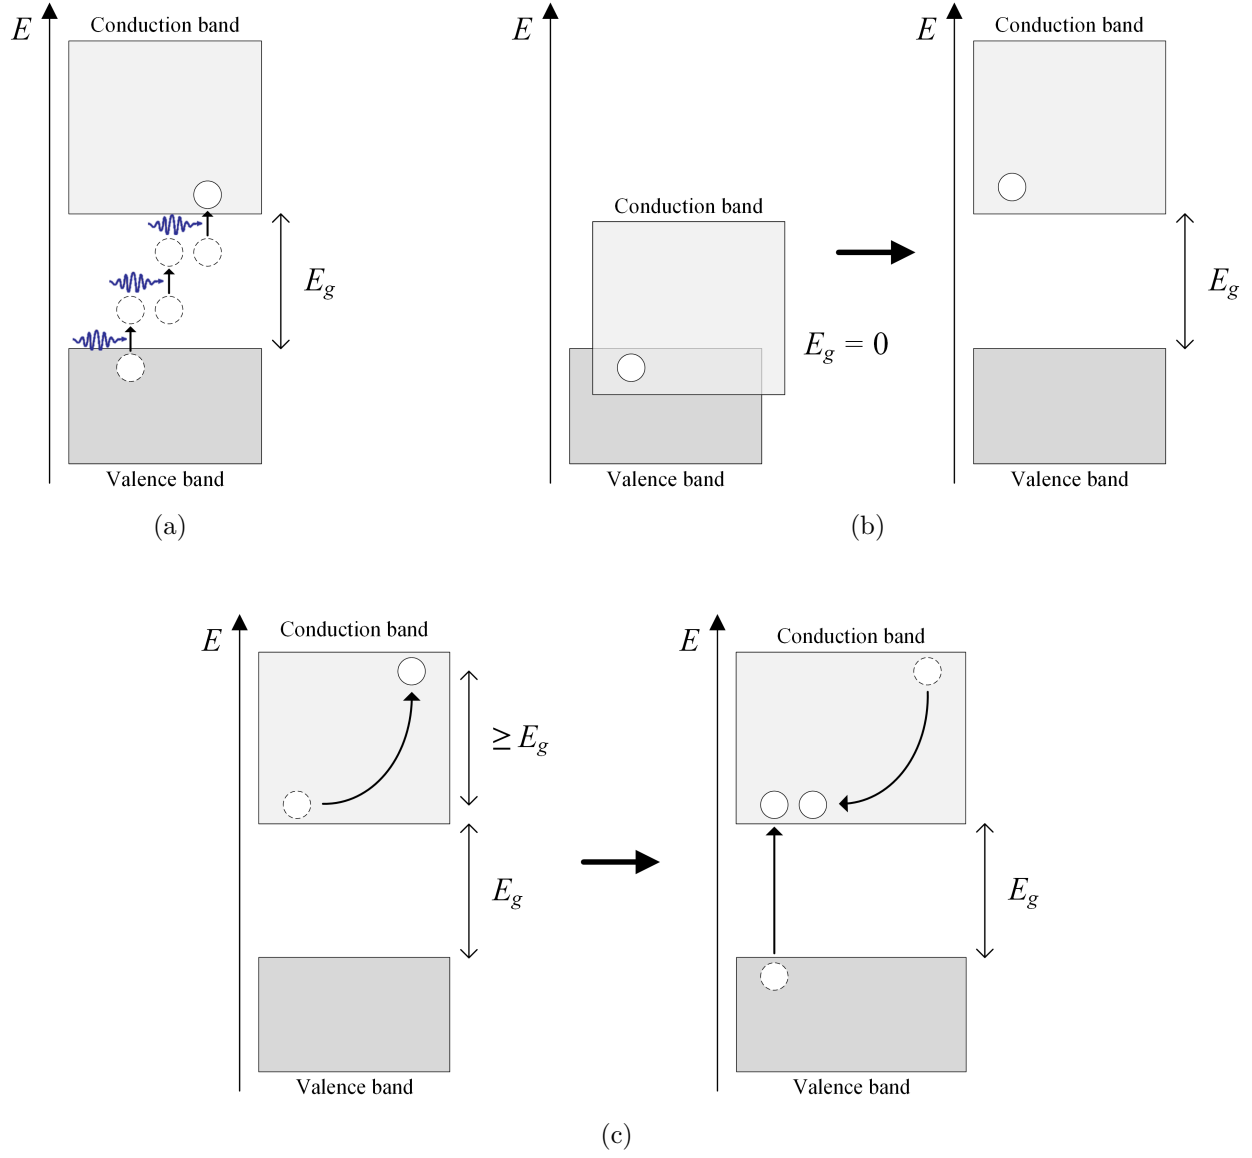 E
Conduction band
E_g
Valence band
(a)
E
Conduction band
E_g = 0
Valence band
E
Conduction band
E_g
Valence band
(b)
E
Conduction band
≥ E_g
E_g
Valence band
E
Conduction band
E_g
Valence band
(c)